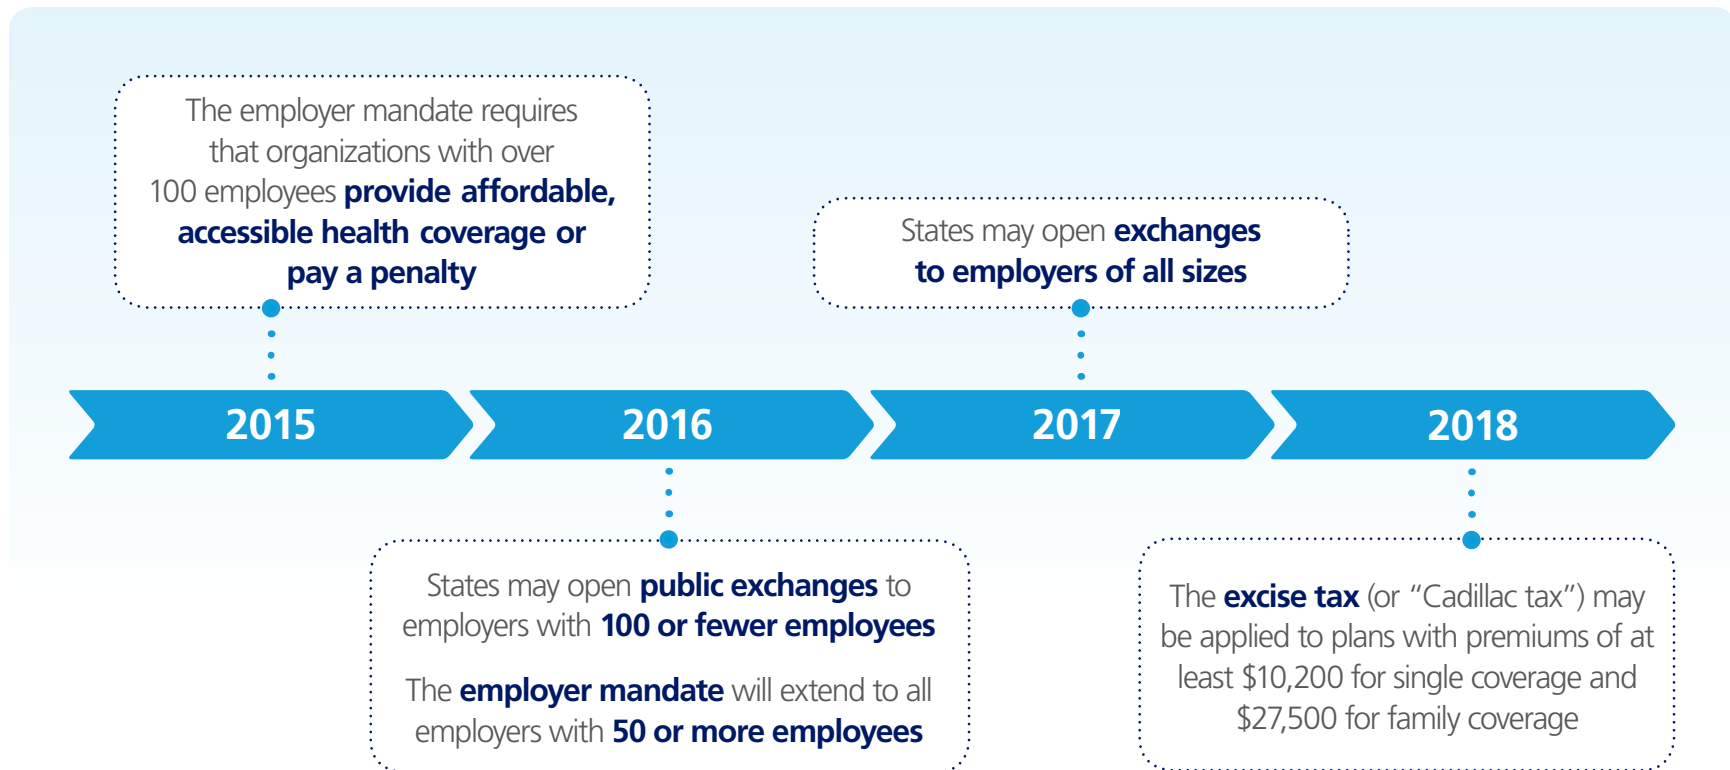 The employer mandate requires
that organizations with over
100 employees provide affordable,
accessible health coverage or
pay a penalty
States may open exchanges
to employers of all sizes
2015
2016
2017
2018
States may open public exchanges to
employers with 100 or fewer employees
The employer mandate will extend to all
employers with 50 or more employees
The excise tax (or “Cadillac tax”) may
be applied to plans with premiums of at
least $10,200 for single coverage and
$27,500 for family coverage